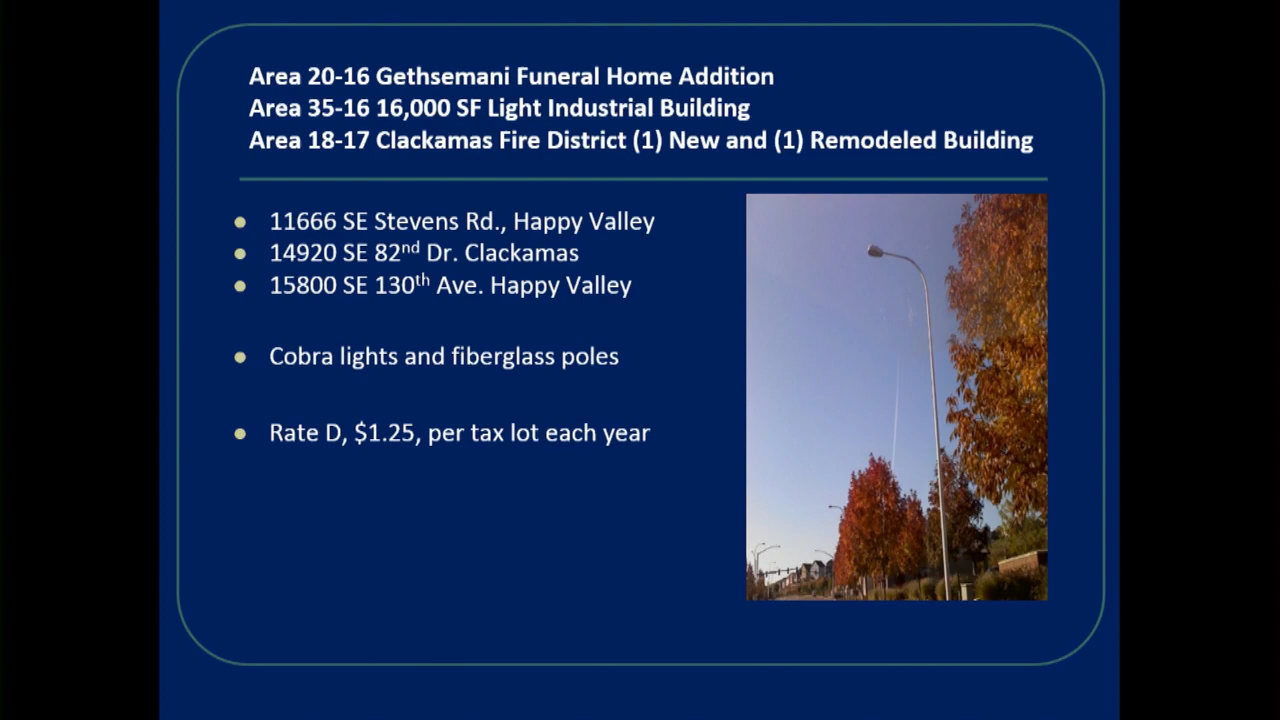 Area 20-16 Gethsemani Funeral Home Addition
Area 35-16 16,000 SF Light Industrial Building
Area 18-17 Clackamas Fire District (1) New and (1) Remodeled Building
11666 SE Stevens Rd., Happy Valley
14920 SE 82nd Dr. Clackamas
15800 SE 130th Ave. Happy Valley
Cobra lights and fiberglass poles
Rate D, $1.25, per tax lot each year